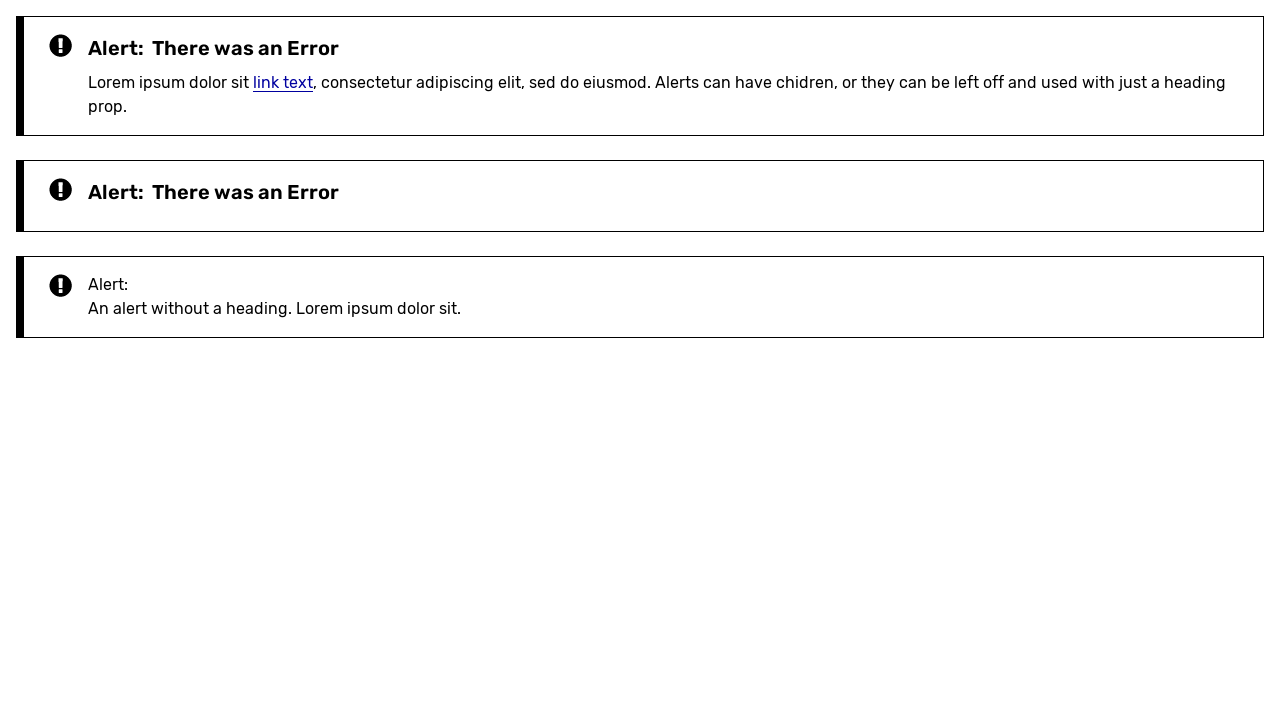 Alert:  There was an Error
Lorem ipsum dolor sit link text, consectetur adipiscing elit, sed do eiusmod. Alerts can have chidren, or they can be left off and used with just a heading
prop.
Alert:  There was an Error
Alert:
An alert without a heading. Lorem ipsum dolor sit.